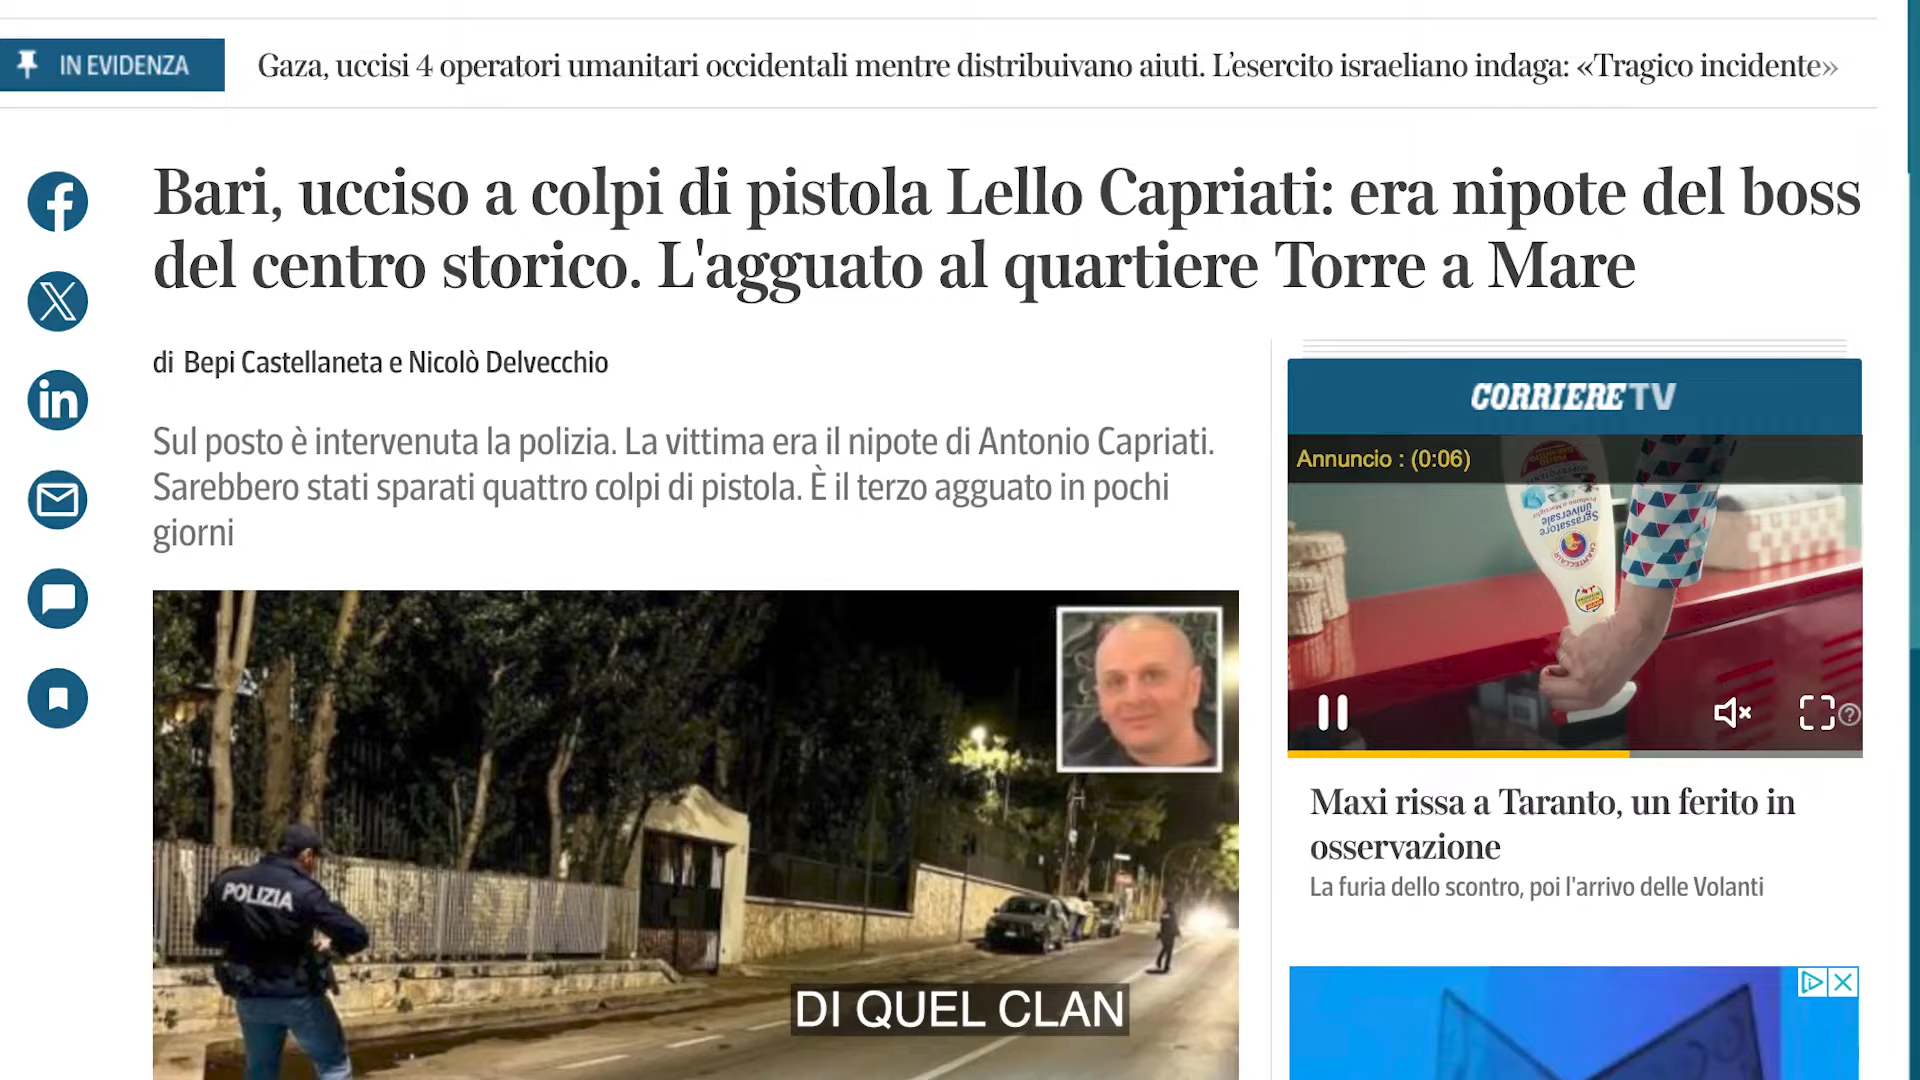 IN EVIDENZA
Gaza, uccisi 4 operatori umanitari occidentali mentre distribuivano aiuti. L’esercito israeliano indaga: «Tragico incidente»
Bari, ucciso a colpi di pistola Lello Capriati: era nipote del boss
del centro storico. L'agguato al quartiere Torre a Mare
di Bepi Castellaneta e Nicolò Delvecchio
Sul posto è intervenuta la polizia. La vittima era il nipote di Antonio Capriati.
Sarebbero stati sparati quattro colpi di pistola. È il terzo agguato in pochi
giorni
POLIZIA
DI QUEL CLAN
CORRIERE TV
Annuncio : (0:06)
Sgrassatore
universale
CHANTECLAIR
Maxi rissa a Taranto, un ferito in
osservazione
La furia dello scontro, poi l'arrivo delle Volanti